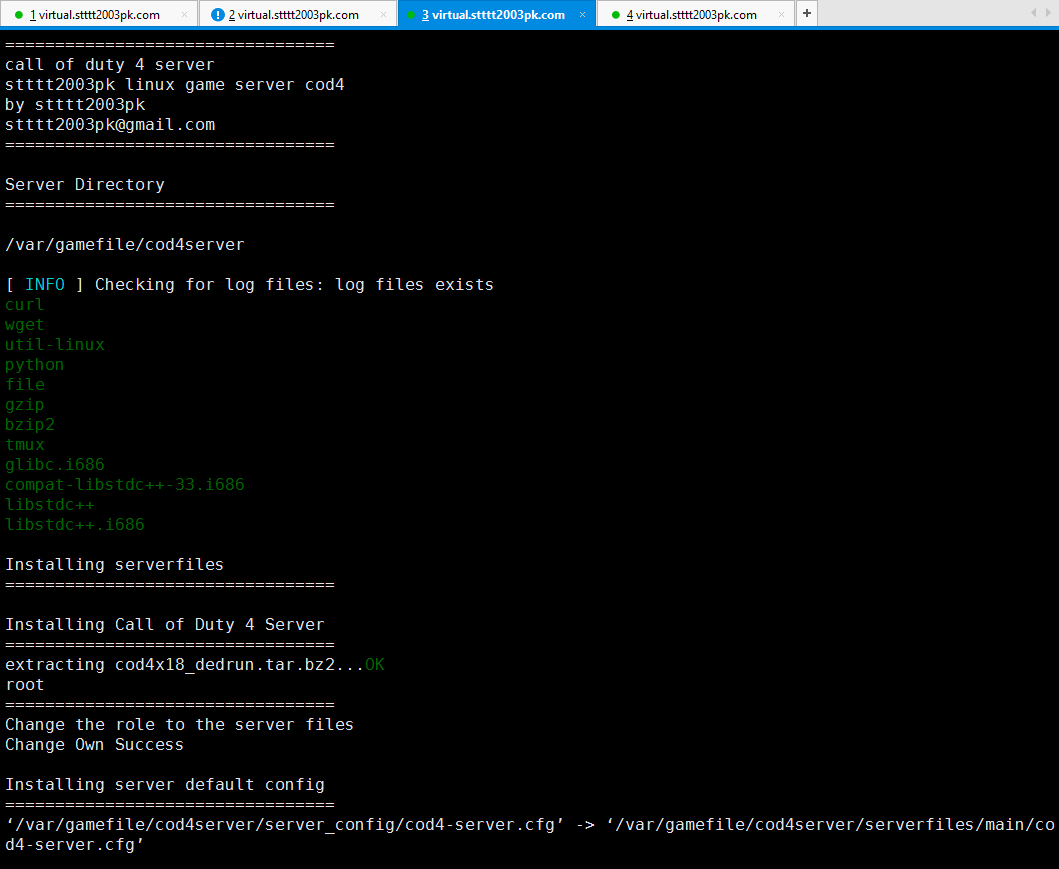 1 virtual.stttt2003pk.com × 2 virtual.stttt2003pk.com × 3 virtual.stttt2003pk.com × 4 virtual.stttt2003pk.com × +
=================================
call of duty 4 server
stttt2003pk linux game server cod4
by stttt2003pk
stttt2003pk@gmail.com
=================================
Server Directory
=================================
/var/gamefile/cod4server
[ INFO ] Checking for log files: log files exists
curl
wget
util-linux
python
file
gzip
bzip2
tmux
glibc.i686
compat-libstdc++-33.i686
libstdc++
libstdc++.i686
Installing serverfiles
=================================
Installing Call of Duty 4 Server
=================================
extracting cod4x18_dedrun.tar.bz2...OK
root
=================================
Change the role to the server files
Change Own Success
Installing server default config
=================================
‘/var/gamefile/cod4server/server_config/cod4-server.cfg’ -> ‘/var/gamefile/cod4server/serverfiles/main/co
d4-server.cfg’